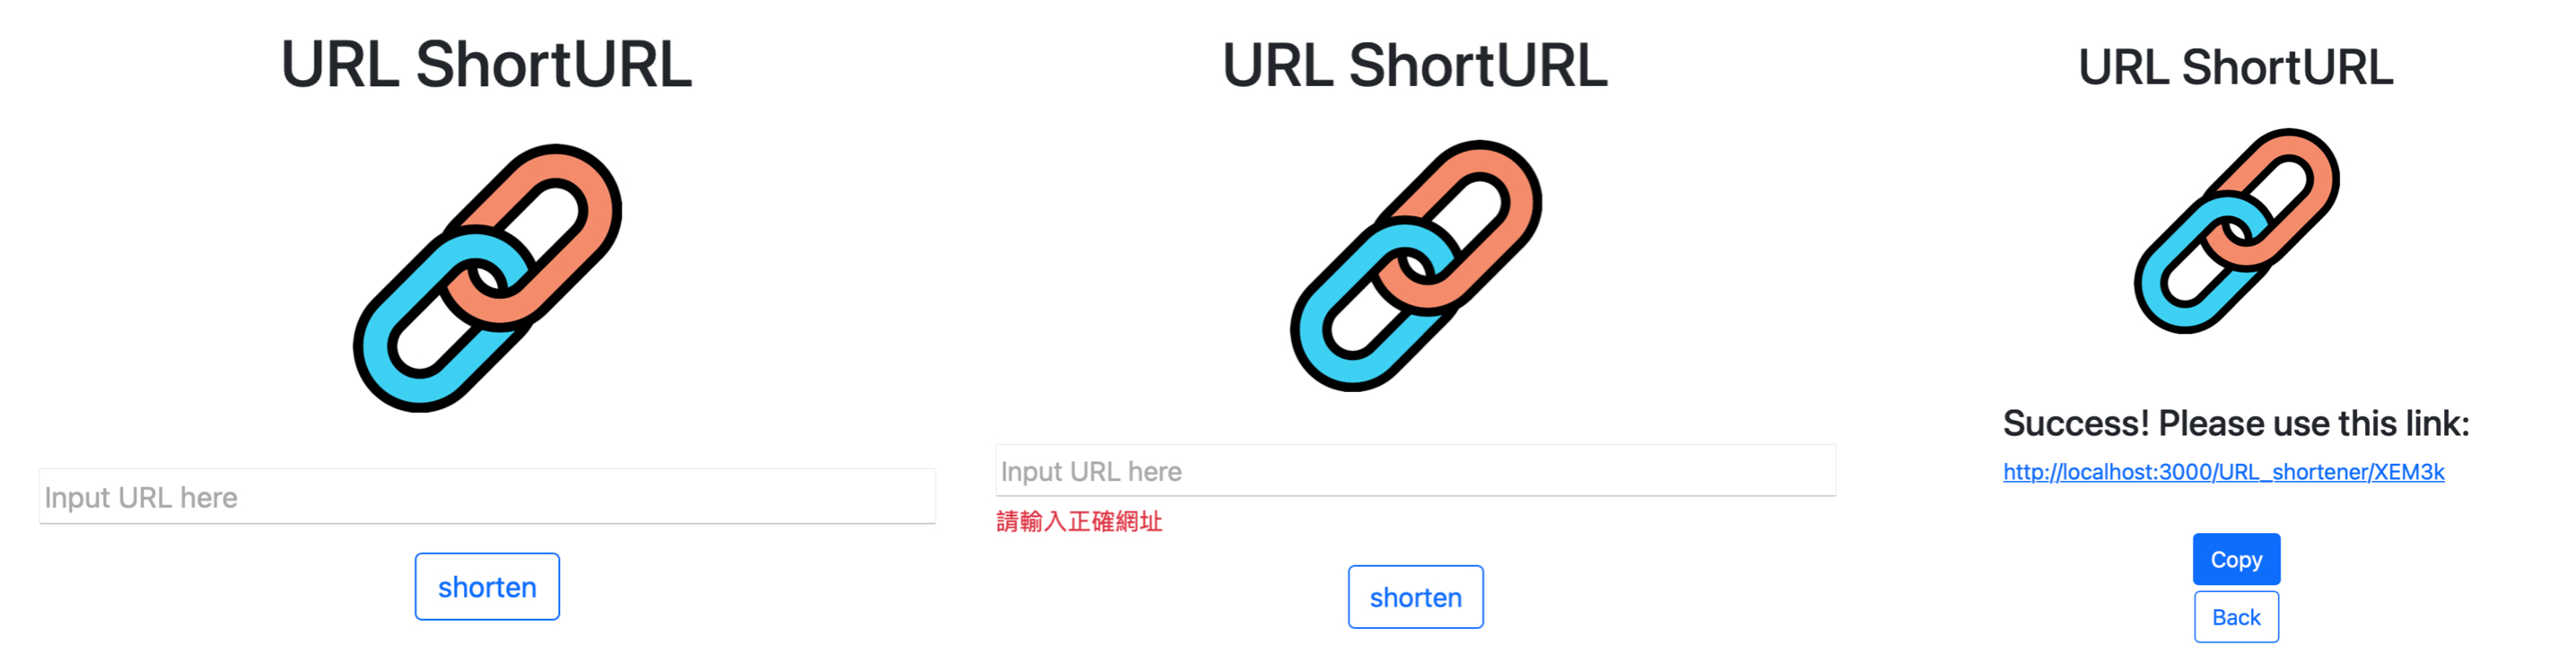 URL ShortURL
Input URL here
shorten
URL ShortURL
Input URL here
請輸入正確網址
shorten
URL ShortURL
Success! Please use this link:
http://localhost:3000/URL_shortener/XEM3k
Copy
Back